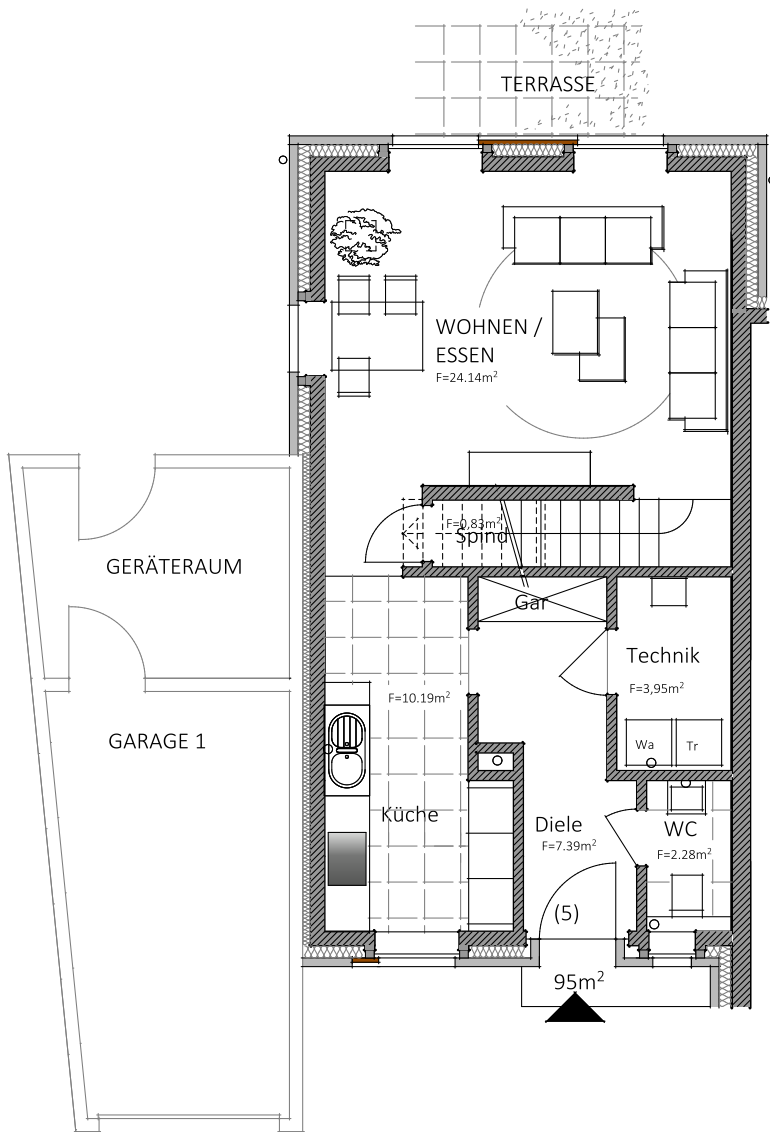 TERRASSE
WOHNEN /
ESSEN
F=24.14m²
F=0,83m²
Spind
GERÄTERAUM
Gar
Technik
F=3,95m²
F=10.19m²
GARAGE 1
Wa
Tr
Küche
Diele
F=7.39m²
WC
F=2.28m²
(5)
95m²